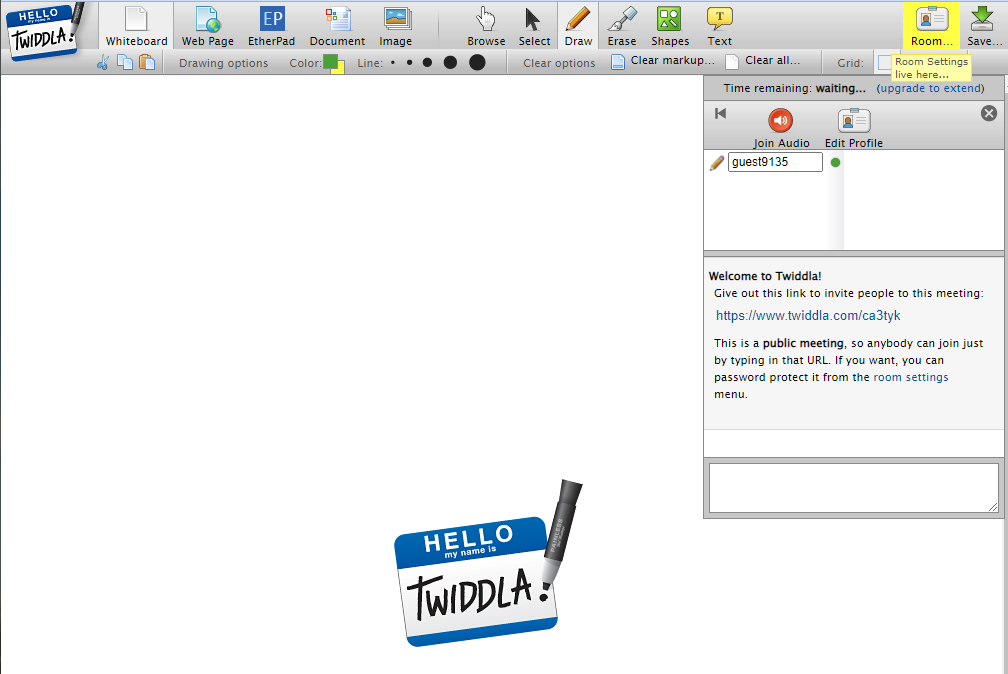 HELLO
my name is
TWIDDLA!
Whiteboard
Web Page
EP
EtherPad
Document
Image
Browse
Select
Draw
Erase
Shapes
T
Text
Room...
Save...
Drawing options
Color:
Line:
Clear options
Clear markup...
Clear all...
Grid:
Room Settings
live here...
Time remaining: waiting... (upgrade to extend)
Join Audio
Edit Profile
guest9135
Welcome to Twiddla!
Give out this link to invite people to this meeting:
https://www.twiddla.com/ca3tyk
This is a public meeting, so anybody can join just
by typing in that URL. If you want, you can
password protect it from the room settings
menu.
HELLO
my name is
TWIDDLA!
PAINLESS